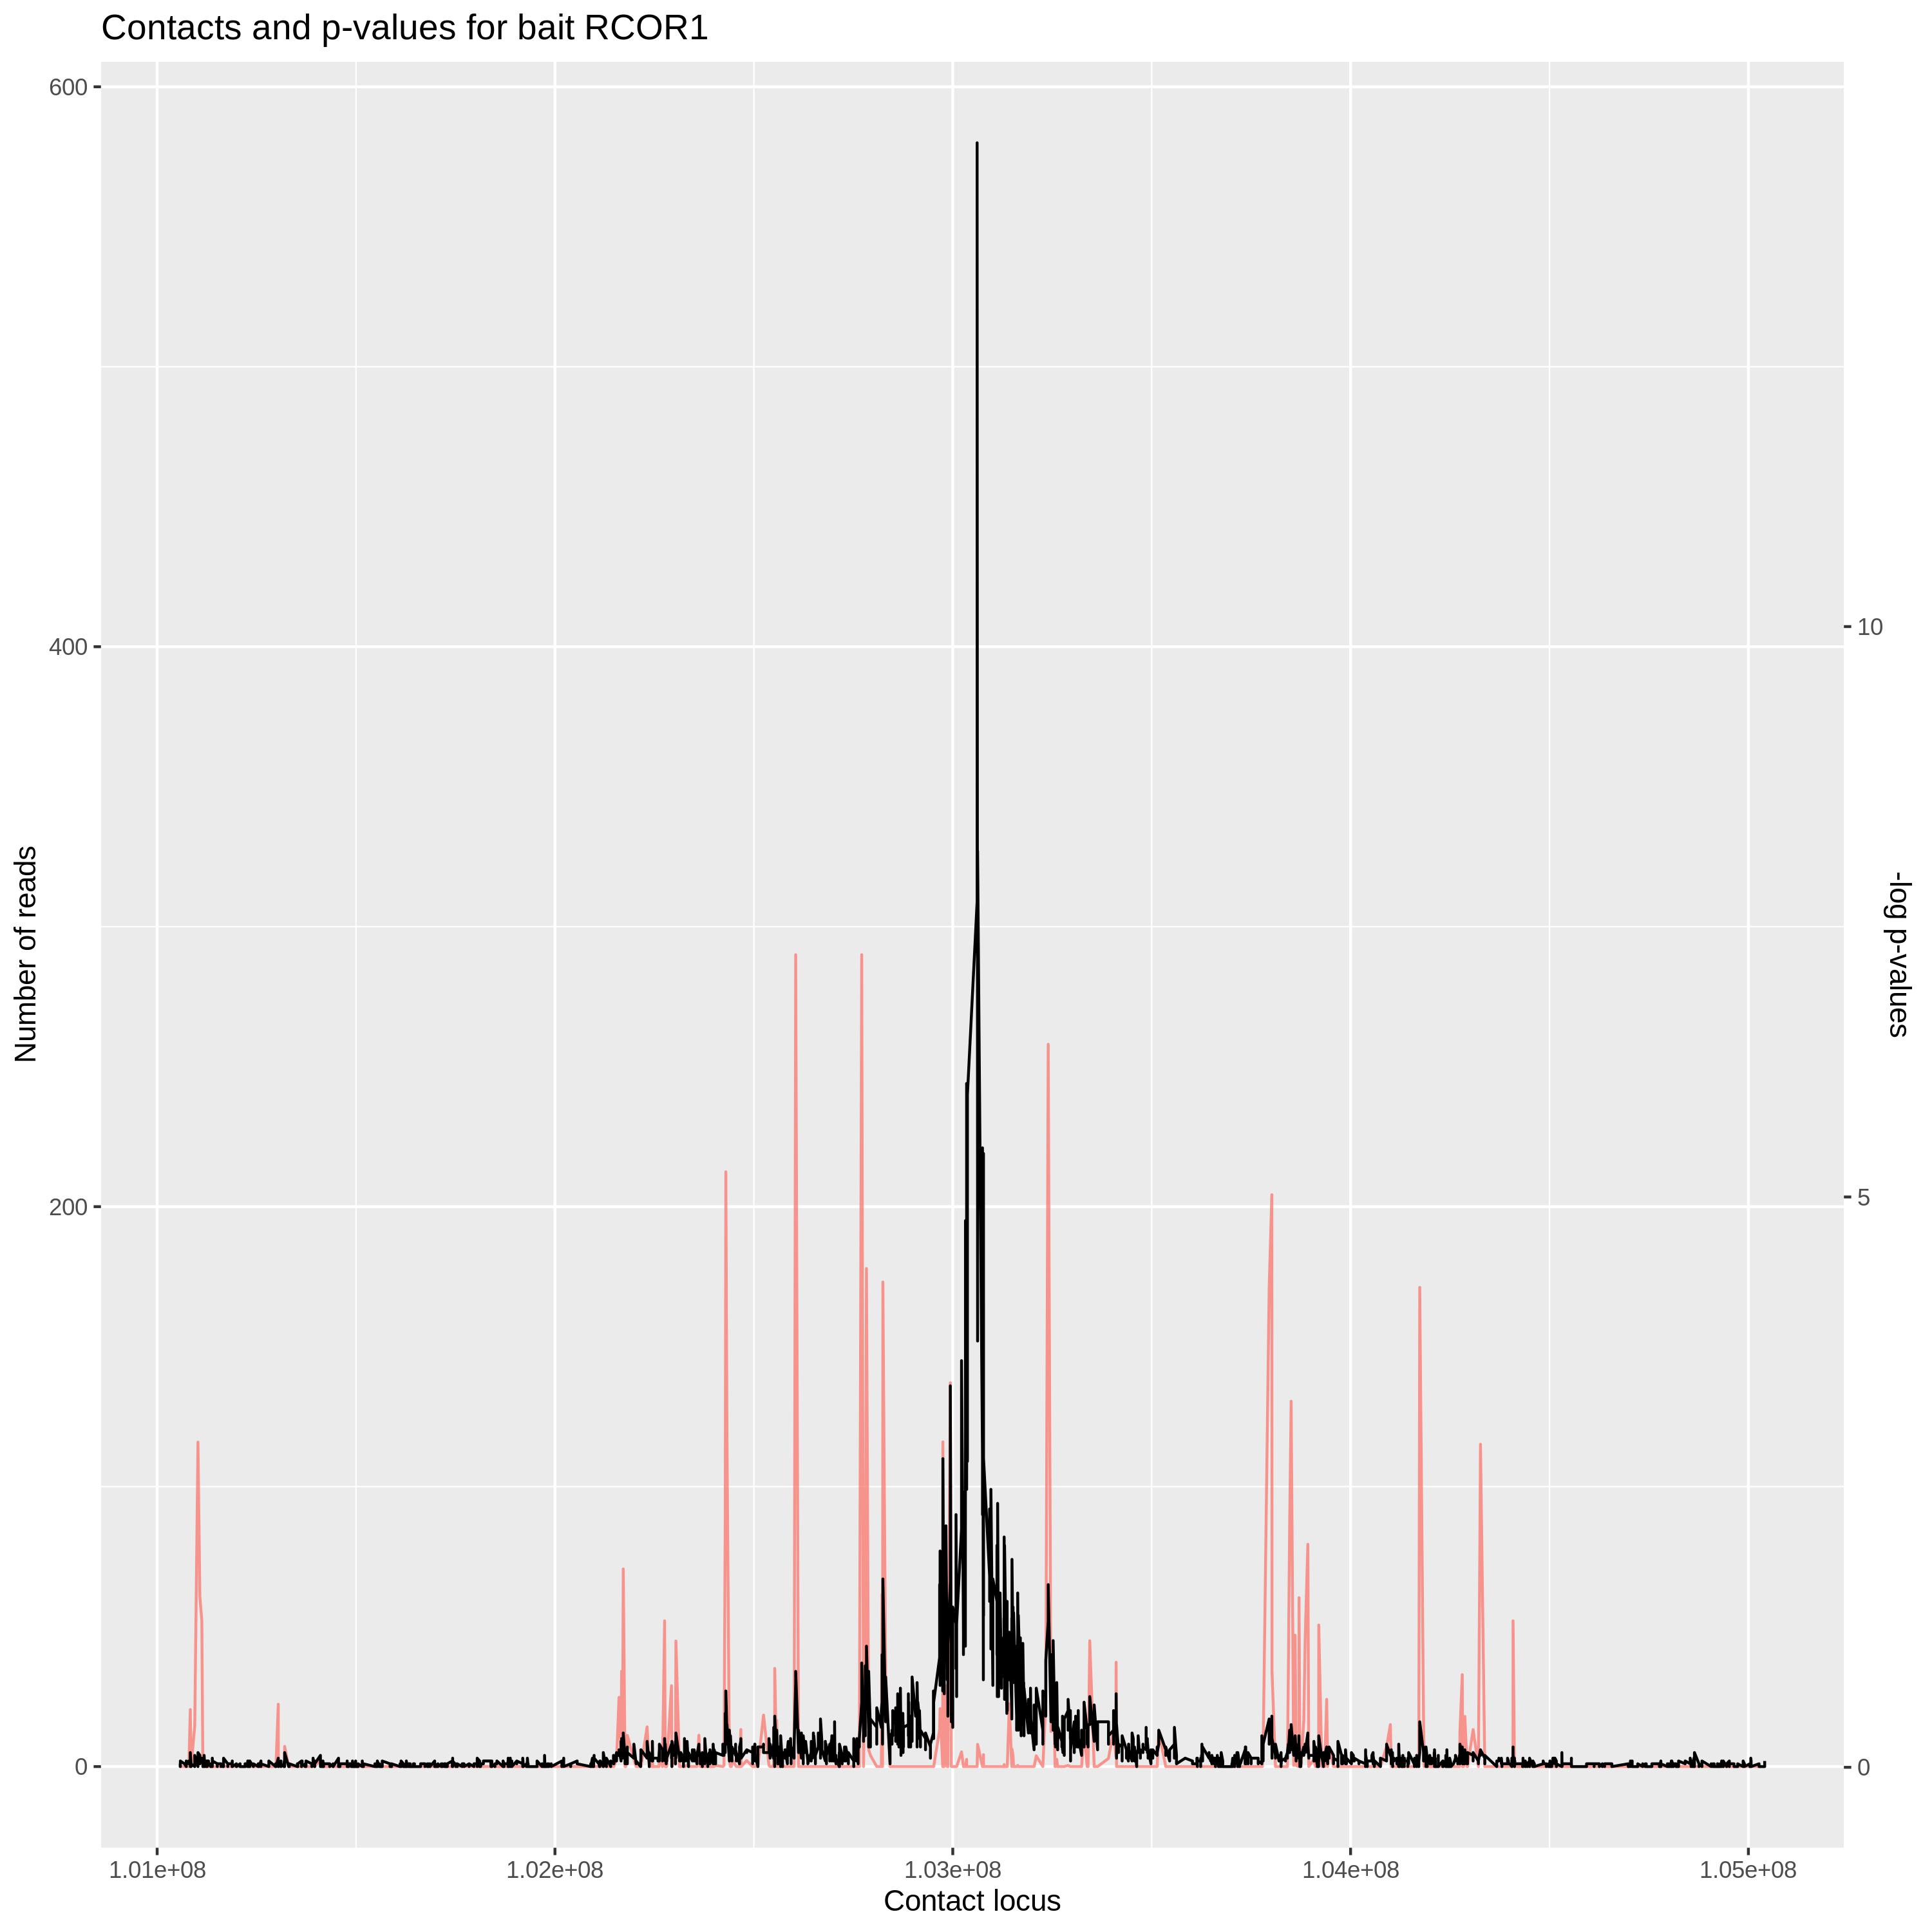 Contacts and p-values for bait RCOR1
600
400
200
0
Number of reads
10
5
0
-log p-values
1.01e+08
1.02e+08
1.03e+08
1.04e+08
1.05e+08
Contact locus